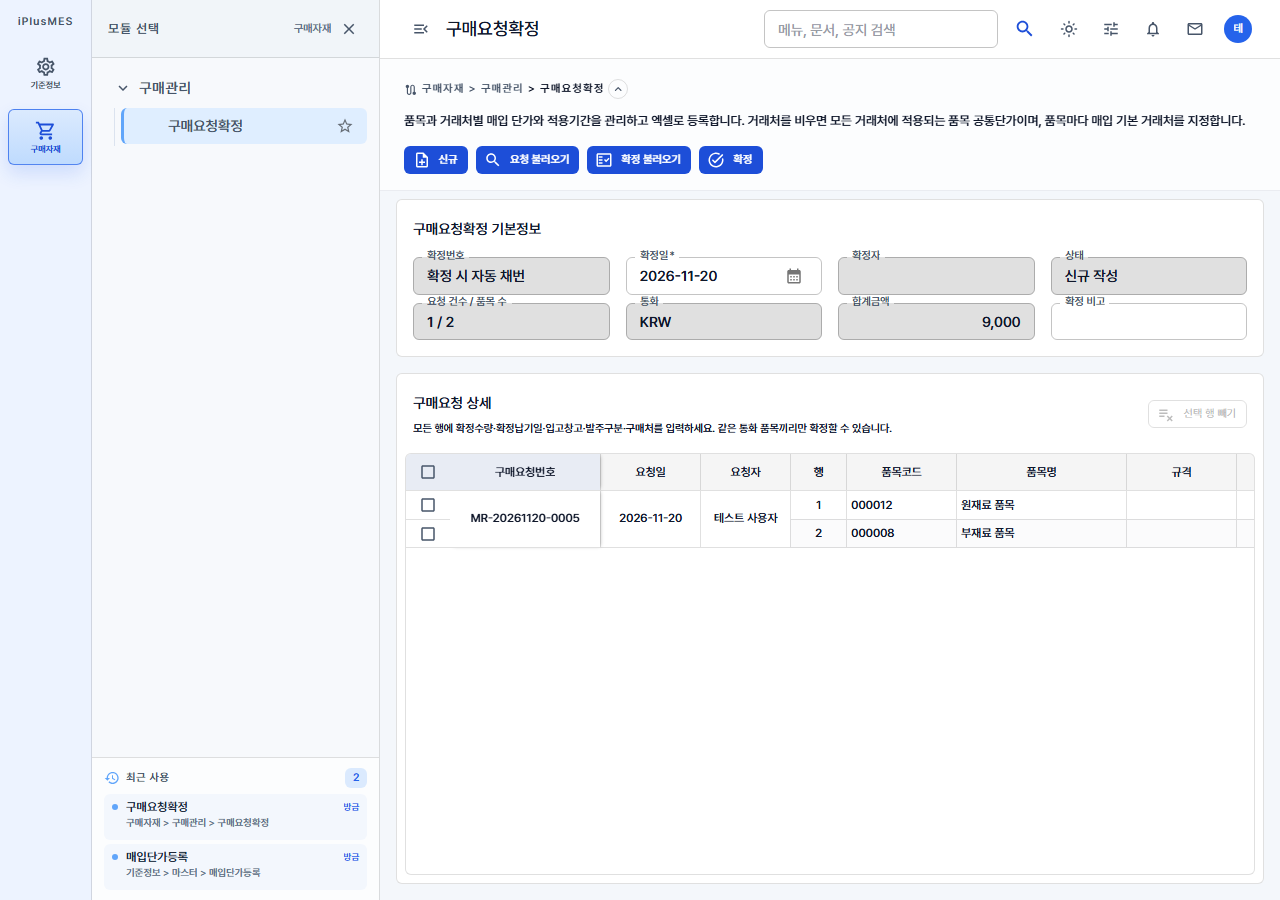 iPlusMES
기준정보
구매자재
모듈 선택
구매자재
구매관리
구매요청확정
최근 사용
2
구매요청확정
방금
구매자재 > 구매관리 > 구매요청확정
매입단가등록
방금
기준정보 > 마스터 > 매입단가등록
구매요청확정
메뉴, 문서, 공지 검색
테
구매자재 > 구매관리 > 구매요청확정
품목과 거래처별 매입 단가와 적용기간을 관리하고 엑셀로 등록합니다. 거래처를 비우면 모든 거래처에 적용되는 품목 공통단가이며, 품목마다 매입 기본 거래처를 지정합니다.
신규
요청 불러오기
확정 불러오기
확정
구매요청확정 기본정보
확정번호
확정 시 자동 채번
확정일*
2026-11-20
확정자
상태
신규 작성
요청 건수 / 품목 수
1 / 2
통화
KRW
합계금액
9,000
확정 비고
구매요청 상세
모든 행에 확정수량·확정납기일·입고창고·발주구분·구매처를 입력하세요. 같은 통화 품목끼리만 확정할 수 있습니다.
선택 행 빼기
구매요청번호 요청일 요청자 행 품목코드 품목명 규격
MR-20261120-0005 2026-11-20 테스트 사용자
1 000012 원재료 품목
2 000008 부재료 품목